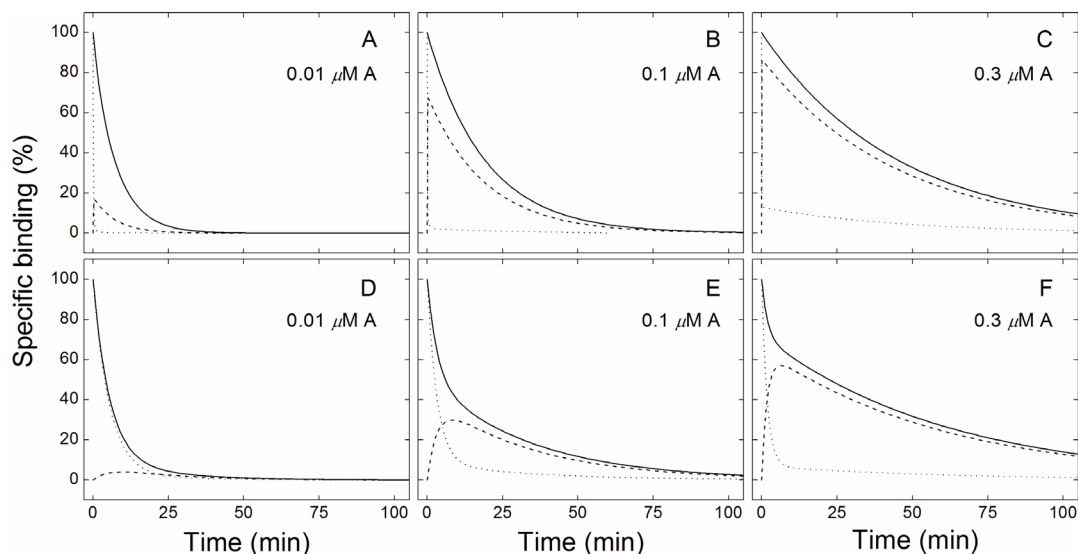 Specific binding (%)
100
80
60
40
20
0
A
0.01 μM A
B
0.1 μM A
C
0.3 μM A
100
80
60
40
20
0
D
0.01 μM A
E
0.1 μM A
F
0.3 μM A
0 25 50 75 100
0 25 50 75 100
0 25 50 75 100
Time (min)
Time (min)
Time (min)